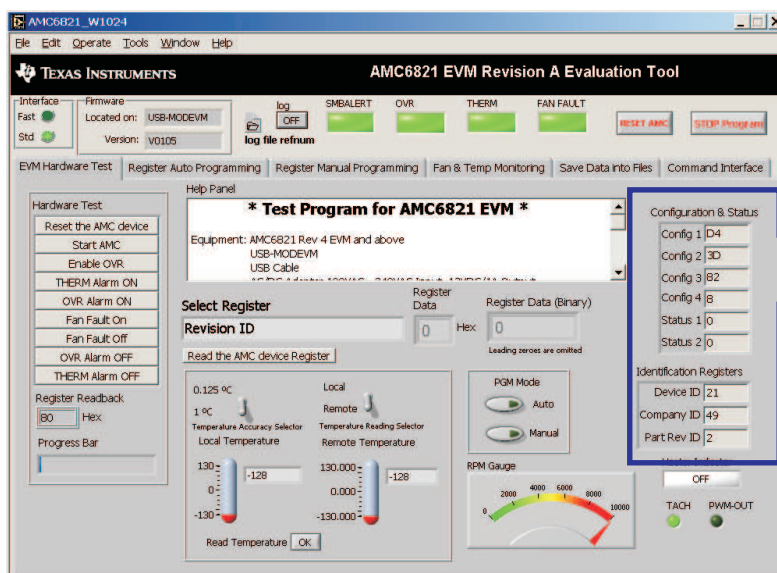 AMC6821_W1024
File Edit Operate Tools Window Help
TEXAS INSTRUMENTS
AMC6821 EVM Revision A Evaluation Tool
Interface
Fast
Std
Firmware
Located on: USB-MODEVM
Version: V0105
log
OFF
log file refnum
SMBALERT
OVR
THERM
FAN FAULT
RESET AMC
STOP Program
EVM Hardware Test
Register Auto Programming
Register Manual Programming
Fan & Temp Monitoring
Save Data into Files
Command Interface
Hardware Test
Reset the AMC device
Start AMC
Enable OVR
THERM Alarm ON
OVR Alarm ON
Fan Fault On
Fan Fault Off
OVR Alarm OFF
THERM Alarm OFF
Register Readback
80 Hex
Progress Bar
Help Panel
* Test Program for AMC6821 EVM *
Equipment: AMC6821 Rev 4 EVM and above
USB-MODEVM
USB Cable
Select Register
Revision ID
Register Data
0 Hex
Register Data (Binary)
0
Leading zeroes are omitted
Read the AMC device Register
0.125 ºC
1 ºC
Temperature Accuracy Selector
Local
Remote
Temperature Reading Selector
Local Temperature
130
0
-130
-128
Remote Temperature
130.000
0.000
-130.000
-128
Read Temperature OK
PGM Mode
Auto
Manual
RPM Gauge
0
2000
4000
6000
8000
10000
Configuration & Status
Config 1 D4
Config 2 3D
Config 3 82
Config 4 8
Status 1 0
Status 2 0
Identification Registers
Device ID 21
Company ID 49
Part Rev ID 2
OFF
TACH
PWM-OUT